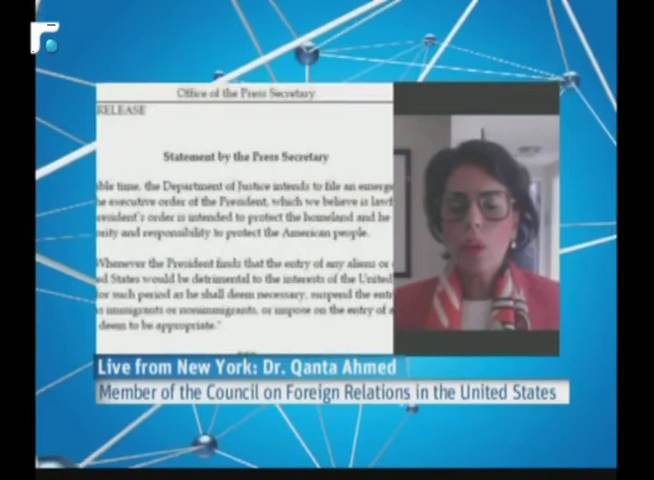 Office of the Press Secretary
RELEASE
Statement by the Press Secretary
ble time, the Department of Justice intends to file an emerge
e executive order of the President, which we believe is lawf
resident's order is intended to protect the homeland and he
rity and responsibility to protect the American people.
Whenever the President finds that the entry of any aliens or
ed States would be detrimental to the interests of the United
or such period as he shall deem necessary, suspend the entr
s immigrants or nonimmigrants, or impose on the entry of a
deem to be appropriate."
Live from New York: Dr. Qanta Ahmed
Member of the Council on Foreign Relations in the United States